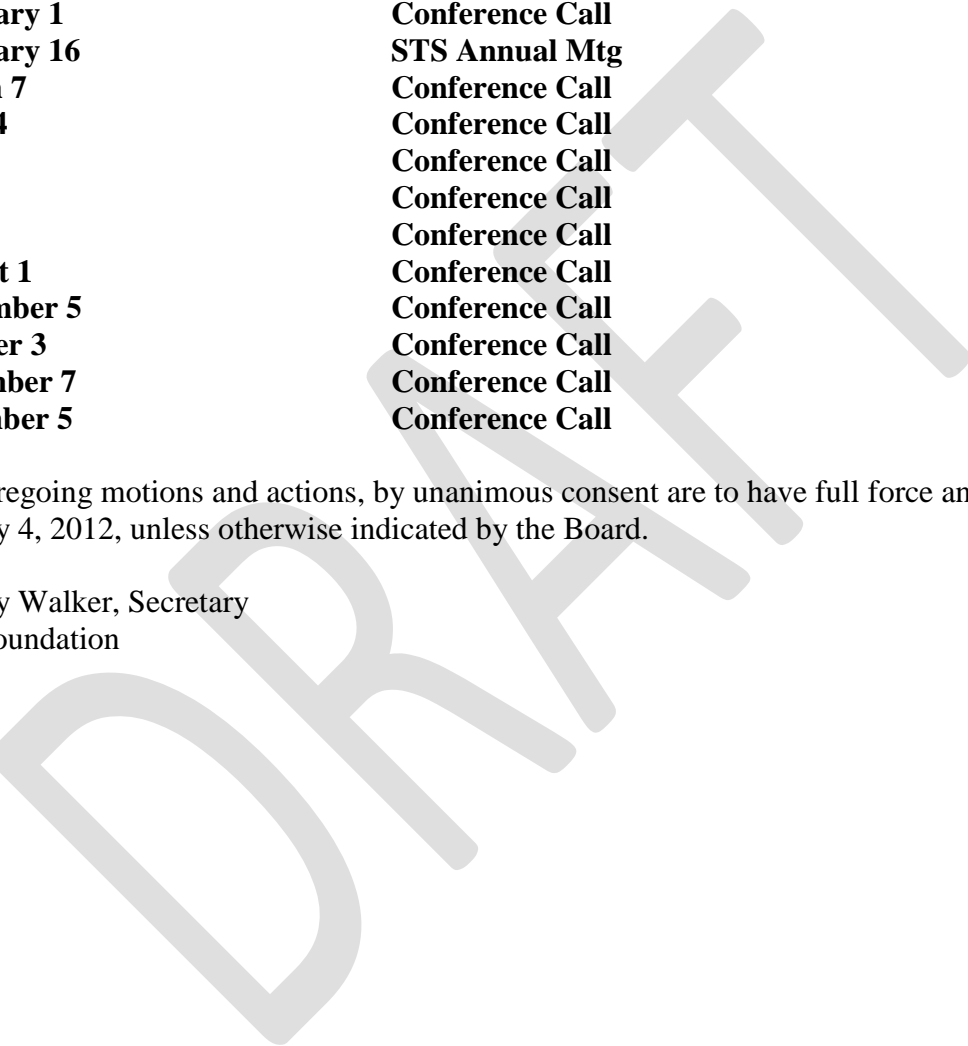 ary 1 Conference Call
ary 16 STS Annual Mtg
7 Conference Call
4 Conference Call
Conference Call
Conference Call
Conference Call
t 1 Conference Call
mber 5 Conference Call
er 3 Conference Call
mber 7 Conference Call
ber 5 Conference Call
regoing motions and actions, by unanimous consent are to have full force an
y 4, 2012, unless otherwise indicated by the Board.
y Walker, Secretary
oundation
DRAFT